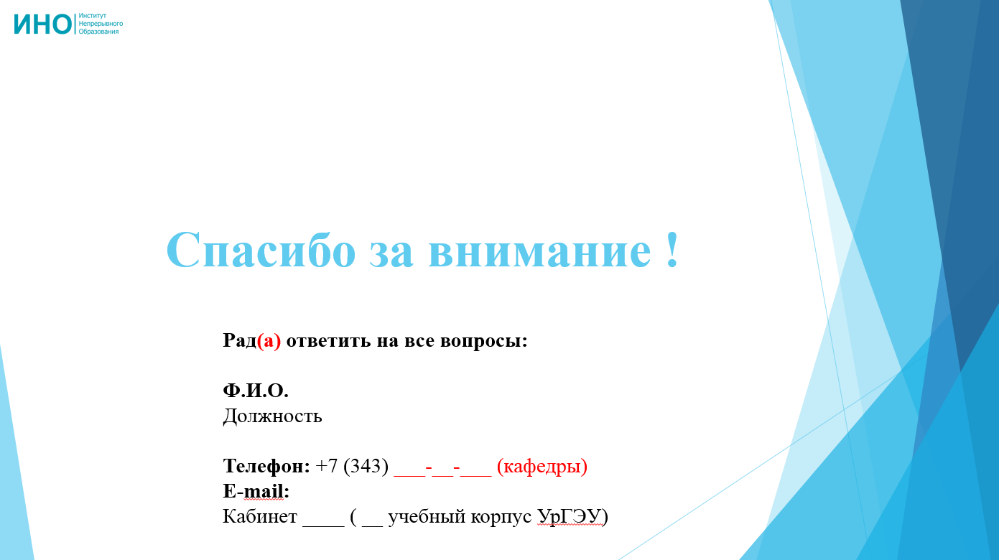 ИНО
Институт
Непрерывного
Образования
Спасибо за внимание !
Рад(а) ответить на все вопросы:
Ф.И.О.
Должность
Телефон: +7 (343) ___-__-___ (кафедры)
E-mail:
Кабинет ____ ( __ учебный корпус УрГЭУ)